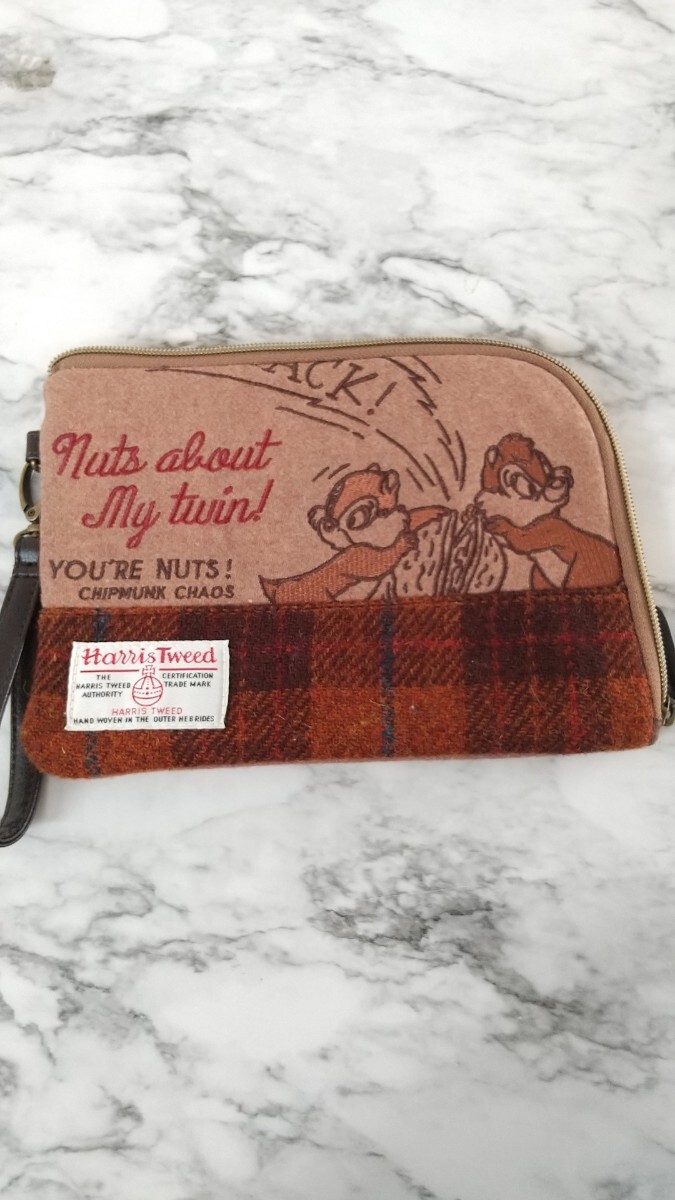 ACK!
Nuts about
My twin!
YOU'RE NUTS!
CHIPMUNK CHAOS
Harris Tweed
THE
HARRIS TWEED
AUTHORITY
CERTIFICATION
TRADE MARK
HARRIS TWEED
HAND WOVEN IN THE OUTER HEBRIDES